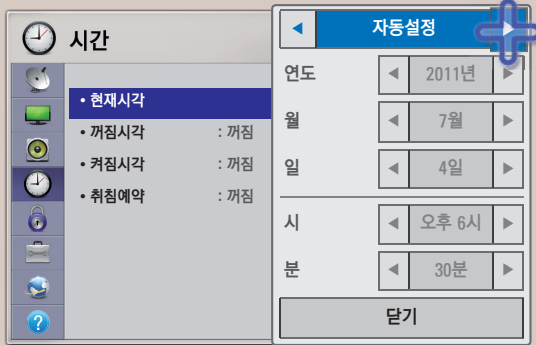 시간
• 현재시각
• 꺼짐시각 : 꺼짐
• 켜짐시각 : 꺼짐
• 취침예약 : 꺼짐
◀ 자동설정 ▶
연도 ◀ 2011년 ▶
월 ◀ 7월 ▶
일 ◀ 4일 ▶
시 ◀ 오후 6시 ▶
분 ◀ 30분 ▶
닫기
?